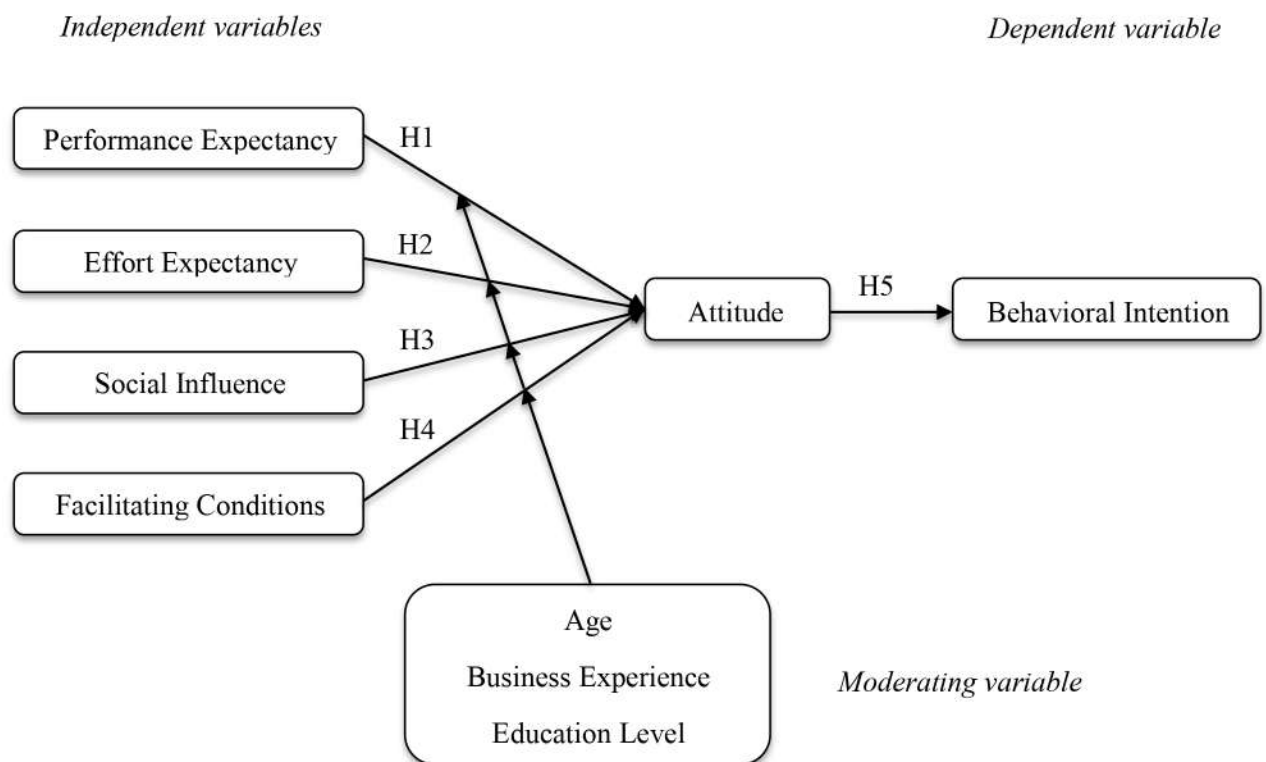 Independent variables
Dependent variable
Performance Expectancy
H1
Effort Expectancy
H2
Attitude
H5
Behavioral Intention
Social Influence
H3
Facilitating Conditions
H4
Age
Business Experience
Education Level
Moderating variable